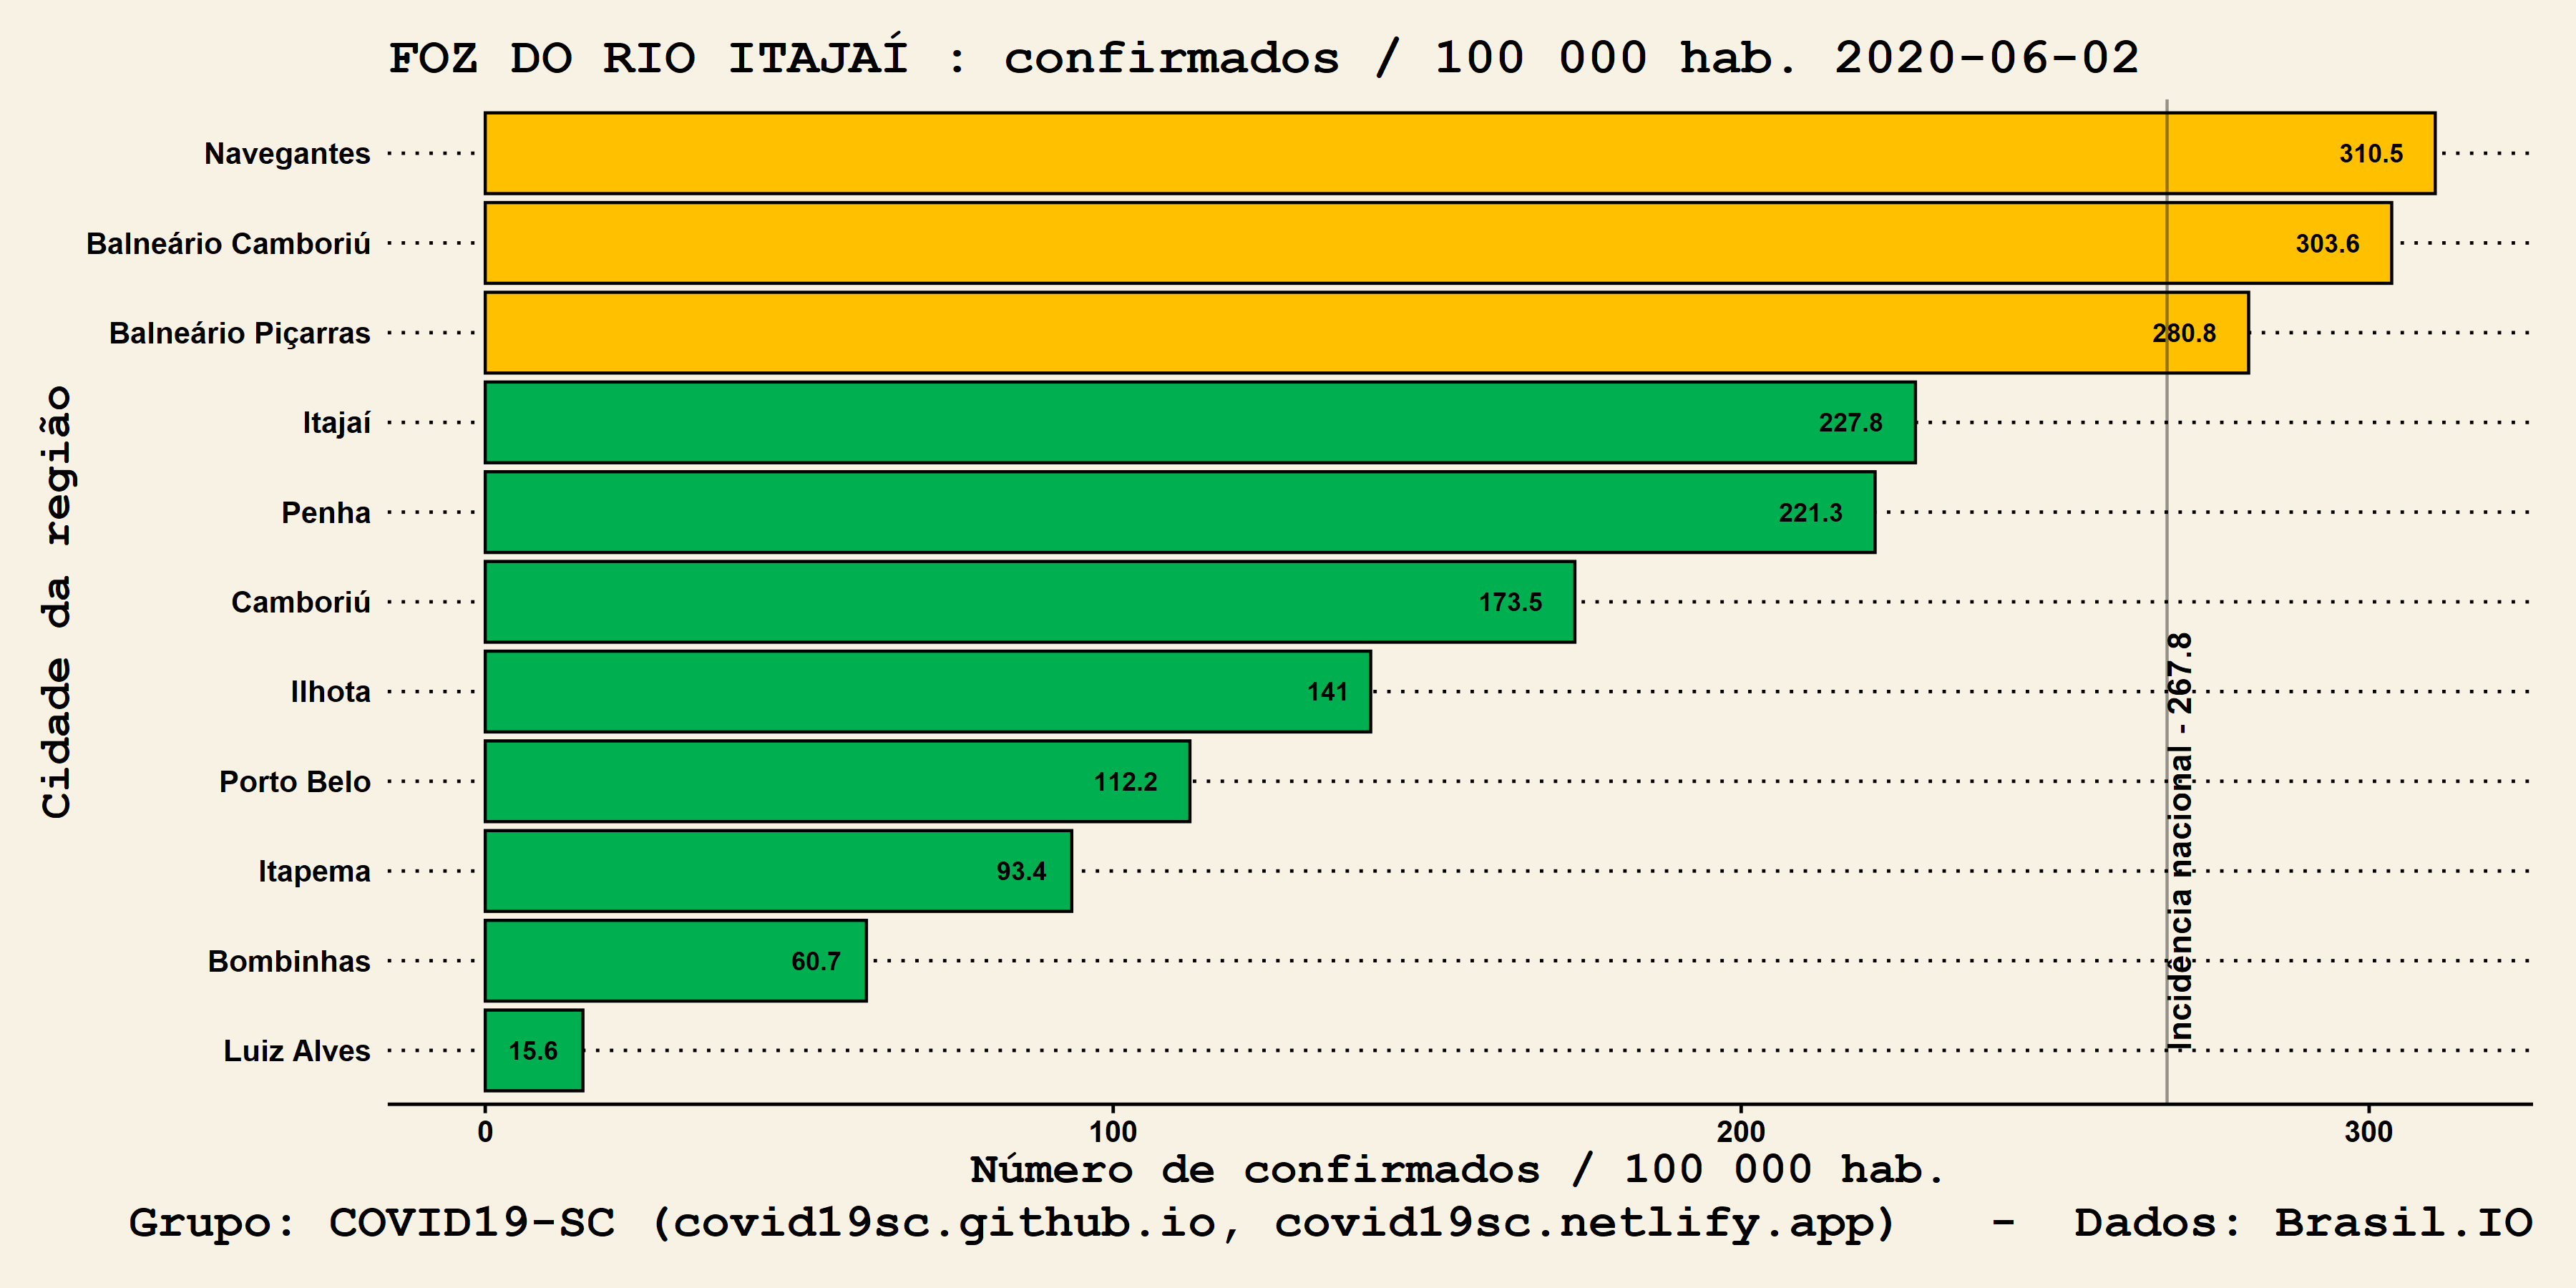 FOZ DO RIO ITAJAÍ : confirmados / 100 000 hab. 2020-06-02
Cidade da região
Navegantes 310.5
Balneário Camboriú 303.6
Balneário Piçarras 280.8
Itajaí 227.8
Penha 221.3
Camboriú 173.5
Ilhota 141
Porto Belo 112.2
Itapema 93.4
Bombinhas 60.7
Luiz Alves 15.6
Incidência nacional - 267.8
0 100 200 300
Número de confirmados / 100 000 hab.
Grupo: COVID19-SC (covid19sc.github.io, covid19sc.netlify.app) - Dados: Brasil.IO